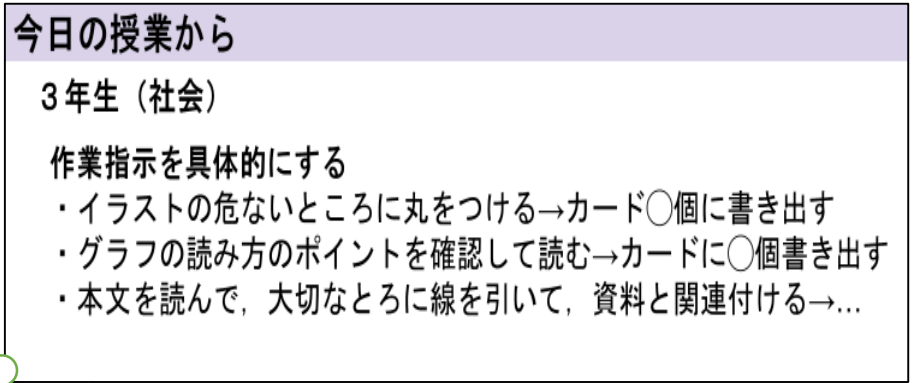 今日の授業から
３年生（社会）
作業指示を具体的にする
・イラストの危ないところに丸をつける→カード◯個に書き出す
・グラフの読み方のポイントを確認して読む→カードに◯個書き出す
・本文を読んで，大切なとろに線を引いて，資料と関連付ける→…